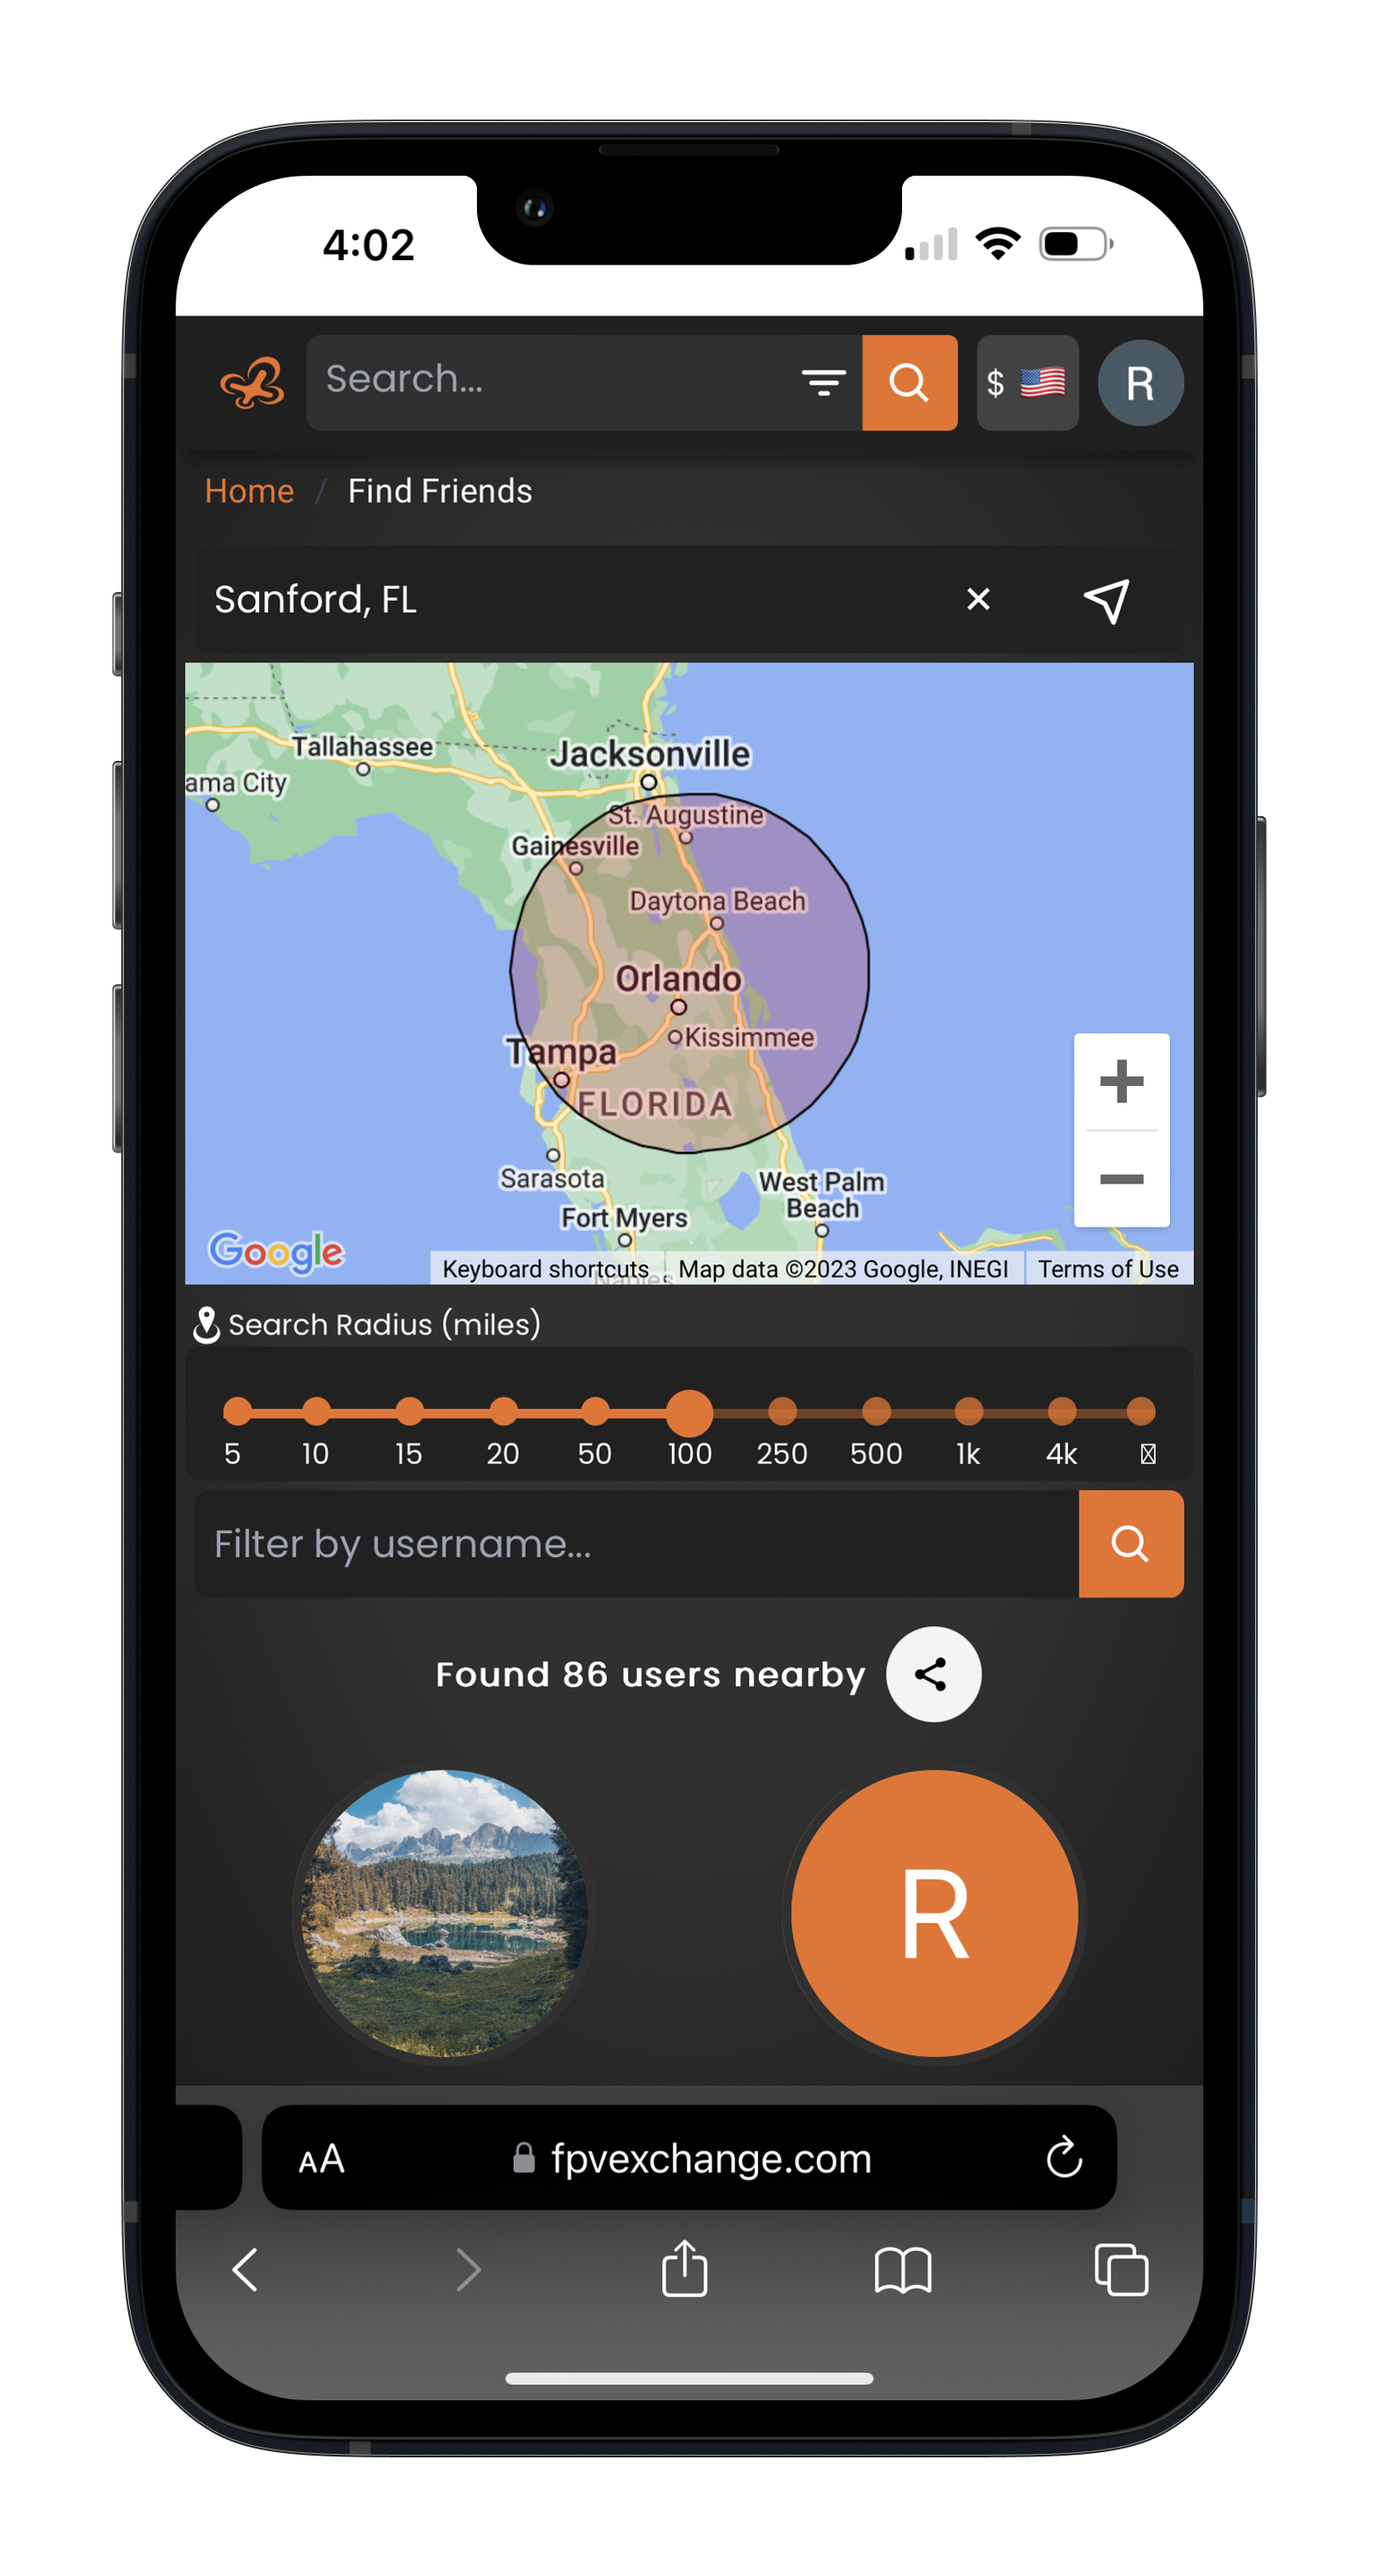 4:02
Search...
$
R
Home / Find Friends
Sanford, FL
Tallahassee
Jacksonville
ama City
St. Augustine
Gainesville
Daytona Beach
Orlando
Kissimmee
Tampa
FLORIDA
Sarasota
West Palm
Beach
Fort Myers
Naples
Google
Keyboard shortcuts
Map data ©2023 Google, INEGI
Terms of Use
Search Radius (miles)
5 10 15 20 50 100 250 500 1k 4k
Filter by username...
Found 86 users nearby
R
AA
fpvexchange.com